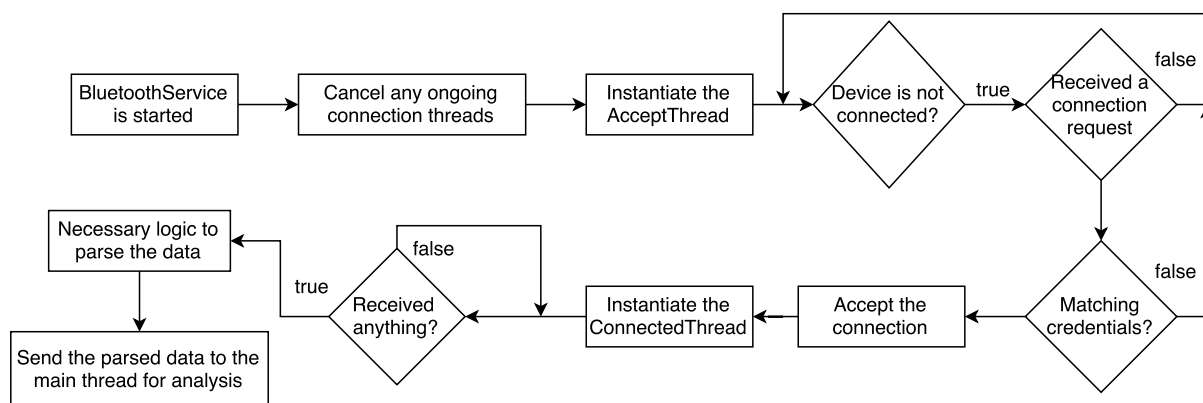 BluetoothService
is started
Cancel any ongoing
connection threads
Instantiate the
AcceptThread
Device is not
connected?
true
Received a
connection
request
false
Matching
credentials?
false
Accept the
connection
Instantiate the
ConnectedThread
Received
anything?
false
true
Necessary logic to
parse the data
Send the parsed data to the
main thread for analysis